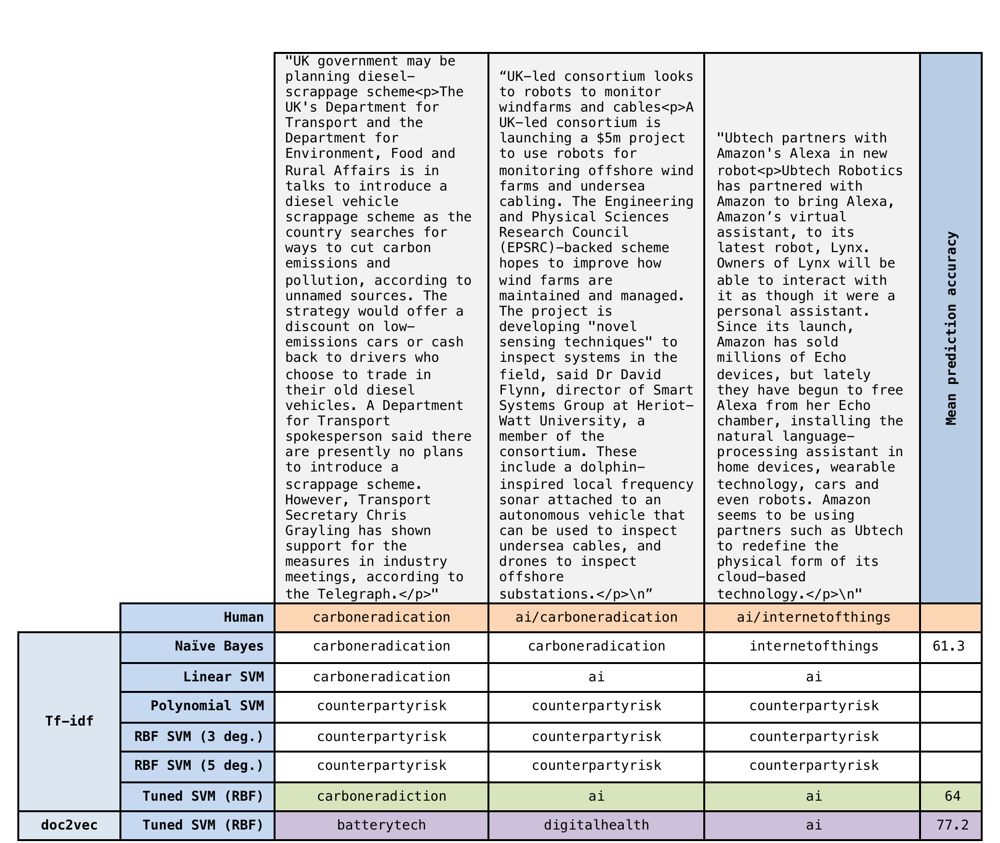 "UK government may be
planning diesel-
scrappage scheme<p>The
UK's Department for
Transport and the
Department for
Environment, Food and
Rural Affairs is in
talks to introduce a
diesel vehicle
scrappage scheme as the
country searches for
ways to cut carbon
emissions and
pollution, according to
unnamed sources. The
strategy would offer a
discount on low-
emissions cars or cash
back to drivers who
choose to trade in
their old diesel
vehicles. A Department
for Transport
spokesperson said there
are presently no plans
to introduce a
scrappage scheme.
However, Transport
Secretary Chris
Grayling has shown
support for the
measures in industry
meetings, according to
the Telegraph.</p>"
“UK-led consortium looks
to robots to monitor
windfarms and cables<p>A
UK-led consortium is
launching a $5m project
to use robots for
monitoring offshore wind
farms and undersea
cabling. The Engineering
and Physical Sciences
Research Council
(EPSRC)-backed scheme
hopes to improve how
wind farms are
maintained and managed.
The project is
developing "novel
sensing techniques" to
inspect systems in the
field, said Dr David
Flynn, director of Smart
Systems Group at Heriot-
Watt University, a
member of the
consortium. These
include a dolphin-
inspired local frequency
sonar attached to an
autonomous vehicle that
can be used to inspect
undersea cables, and
drones to inspect
offshore
substations.</p>\n”
"Ubtech partners with
Amazon's Alexa in new
robot<p>Ubtech Robotics
has partnered with
Amazon to bring Alexa,
Amazon’s virtual
assistant, to its
latest robot, Lynx.
Owners of Lynx will be
able to interact with
it as though it were a
personal assistant.
Since its launch,
Amazon has sold
millions of Echo
devices, but lately
they have begun to free
Alexa from her Echo
chamber, installing the
natural language-
processing assistant in
home devices, wearable
technology, cars and
even robots. Amazon
seems to be using
partners such as Ubtech
to redefine the
physical form of its
cloud-based
technology.</p>\n"
Mean prediction accuracy
Human carboneradication ai/carboneradication ai/internetofthings
Tf-idf
Naïve Bayes carboneradication carboneradication internetofthings 61.3
Linear SVM carboneradication ai ai
Polynomial SVM counterpartyrisk counterpartyrisk counterpartyrisk
RBF SVM (3 deg.) counterpartyrisk counterpartyrisk counterpartyrisk
RBF SVM (5 deg.) counterpartyrisk counterpartyrisk counterpartyrisk
Tuned SVM (RBF) carboneradiction ai ai 64
doc2vec Tuned SVM (RBF) batterytech digitalhealth ai 77.2